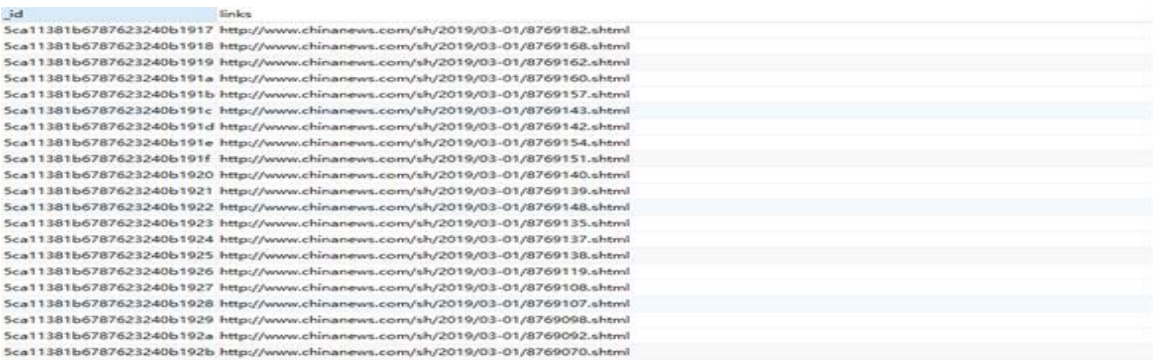 _id links
5ca11381b6787623240b1917 http://www.chinanews.com/sh/2019/03-01/8769182.shtml
5ca11381b6787623240b1918 http://www.chinanews.com/sh/2019/03-01/8769168.shtml
5ca11381b6787623240b1919 http://www.chinanews.com/sh/2019/03-01/8769162.shtml
5ca11381b6787623240b191a http://www.chinanews.com/sh/2019/03-01/8769160.shtml
5ca11381b6787623240b191b http://www.chinanews.com/sh/2019/03-01/8769157.shtml
5ca11381b6787623240b191c http://www.chinanews.com/sh/2019/03-01/8769143.shtml
5ca11381b6787623240b191d http://www.chinanews.com/sh/2019/03-01/8769142.shtml
5ca11381b6787623240b191e http://www.chinanews.com/sh/2019/03-01/8769154.shtml
5ca11381b6787623240b191f http://www.chinanews.com/sh/2019/03-01/8769151.shtml
5ca11381b6787623240b1920 http://www.chinanews.com/sh/2019/03-01/8769140.shtml
5ca11381b6787623240b1921 http://www.chinanews.com/sh/2019/03-01/8769139.shtml
5ca11381b6787623240b1922 http://www.chinanews.com/sh/2019/03-01/8769148.shtml
5ca11381b6787623240b1923 http://www.chinanews.com/sh/2019/03-01/8769135.shtml
5ca11381b6787623240b1924 http://www.chinanews.com/sh/2019/03-01/8769137.shtml
5ca11381b6787623240b1925 http://www.chinanews.com/sh/2019/03-01/8769138.shtml
5ca11381b6787623240b1926 http://www.chinanews.com/sh/2019/03-01/8769119.shtml
5ca11381b6787623240b1927 http://www.chinanews.com/sh/2019/03-01/8769108.shtml
5ca11381b6787623240b1928 http://www.chinanews.com/sh/2019/03-01/8769107.shtml
5ca11381b6787623240b1929 http://www.chinanews.com/sh/2019/03-01/8769098.shtml
5ca11381b6787623240b192a http://www.chinanews.com/sh/2019/03-01/8769092.shtml
5ca11381b6787623240b192b http://www.chinanews.com/sh/2019/03-01/8769070.shtml